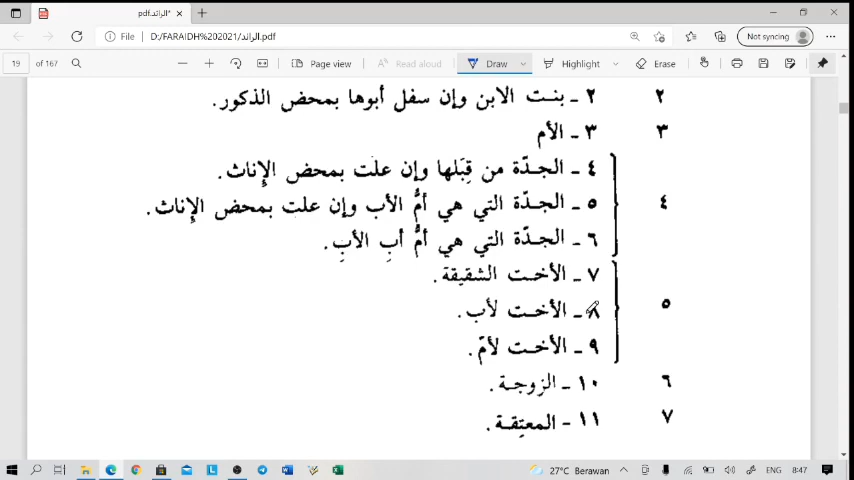 الرائد.pdf*
File
D:/FARAIDH%202021/الرائد.pdf
Not syncing
19 of 167
Page view
Read aloud
Draw
Highlight
Erase
٢ ٢ ـ بنت الابن وإن سفل أبوها بمحض الذكور.
٣ ٣ ـ الأم
٤ ـ الجدّة من قِبَلها وإن علت بمحض الإناث.
٤ ٥ ـ الجدّة التي هي أمُّ الأب وإن علت بمحض الإناث.
٦ ـ الجدّة التي هي أمُّ أبِ الأبِ.
٧ ـ الأخت الشقيقة.
٥ ٨ ـ الأخت لأب.
٩ ـ الأخت لأمّ.
٦ ١٠ ـ الزوجة.
٧ ١١ ـ المعتِقة.
27°C Berawan
ENG
8:47